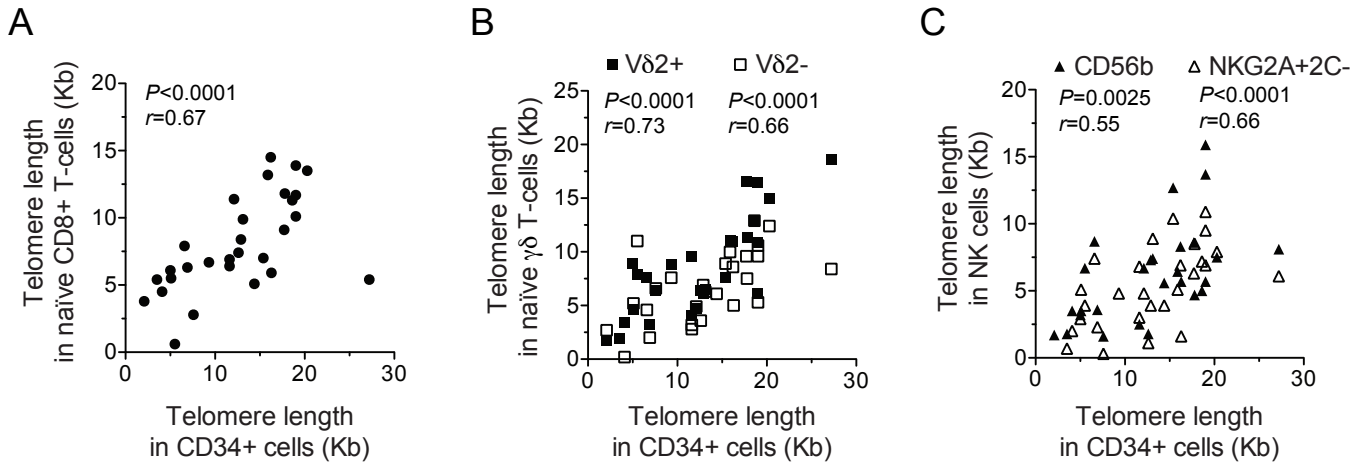 A
P<0.0001
r=0.67
20
15
10
5
0
0 10 20 30
Telomere length
in naïve CD8+ T-cells (Kb)
Telomere length
in CD34+ cells (Kb)
B
Vδ2+ Vδ2-
P<0.0001 P<0.0001
r=0.73 r=0.66
25
20
15
10
5
0
0 10 20 30
Telomere length
in naïve γδ T-cells (Kb)
Telomere length
in CD34+ cells (Kb)
C
CD56b NKG2A+2C-
P=0.0025 P<0.0001
r=0.55 r=0.66
20
15
10
5
0
0 10 20 30
Telomere length
in NK cells (Kb)
Telomere length
in CD34+ cells (Kb)